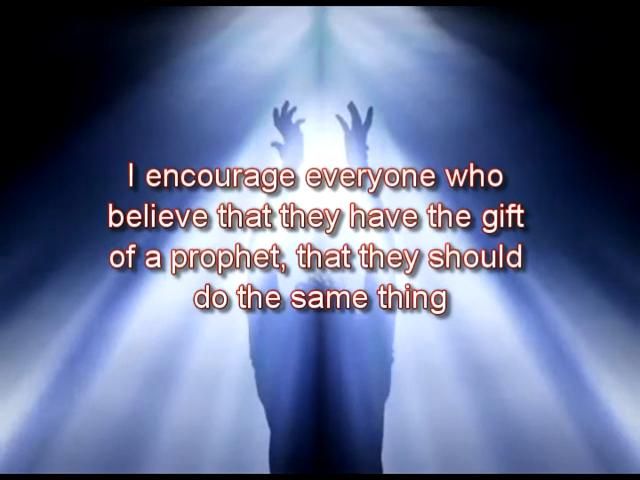 I encourage everyone who
believe that they have the gift
of a prophet, that they should
do the same thing